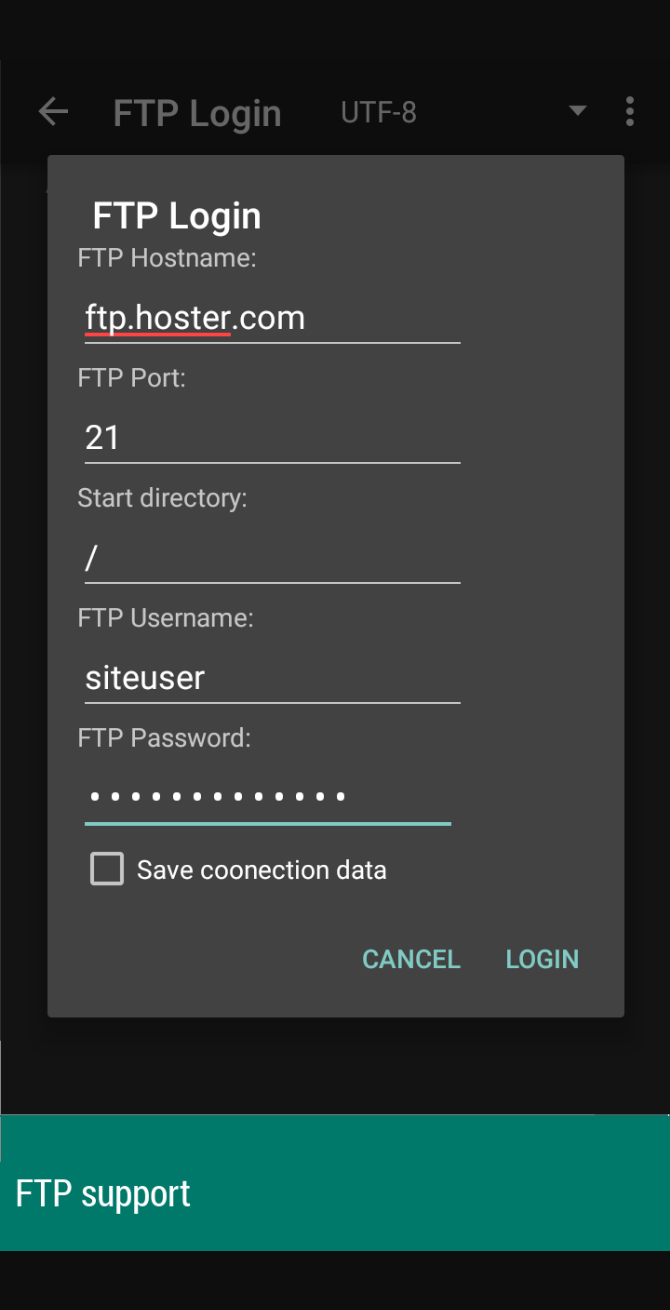 FTP Login UTF-8
FTP Login
FTP Hostname:
ftp.hoster.com
FTP Port:
21
Start directory:
/
FTP Username:
siteuser
FTP Password:
•••••••••••••
Save coonection data
CANCEL LOGIN
FTP support